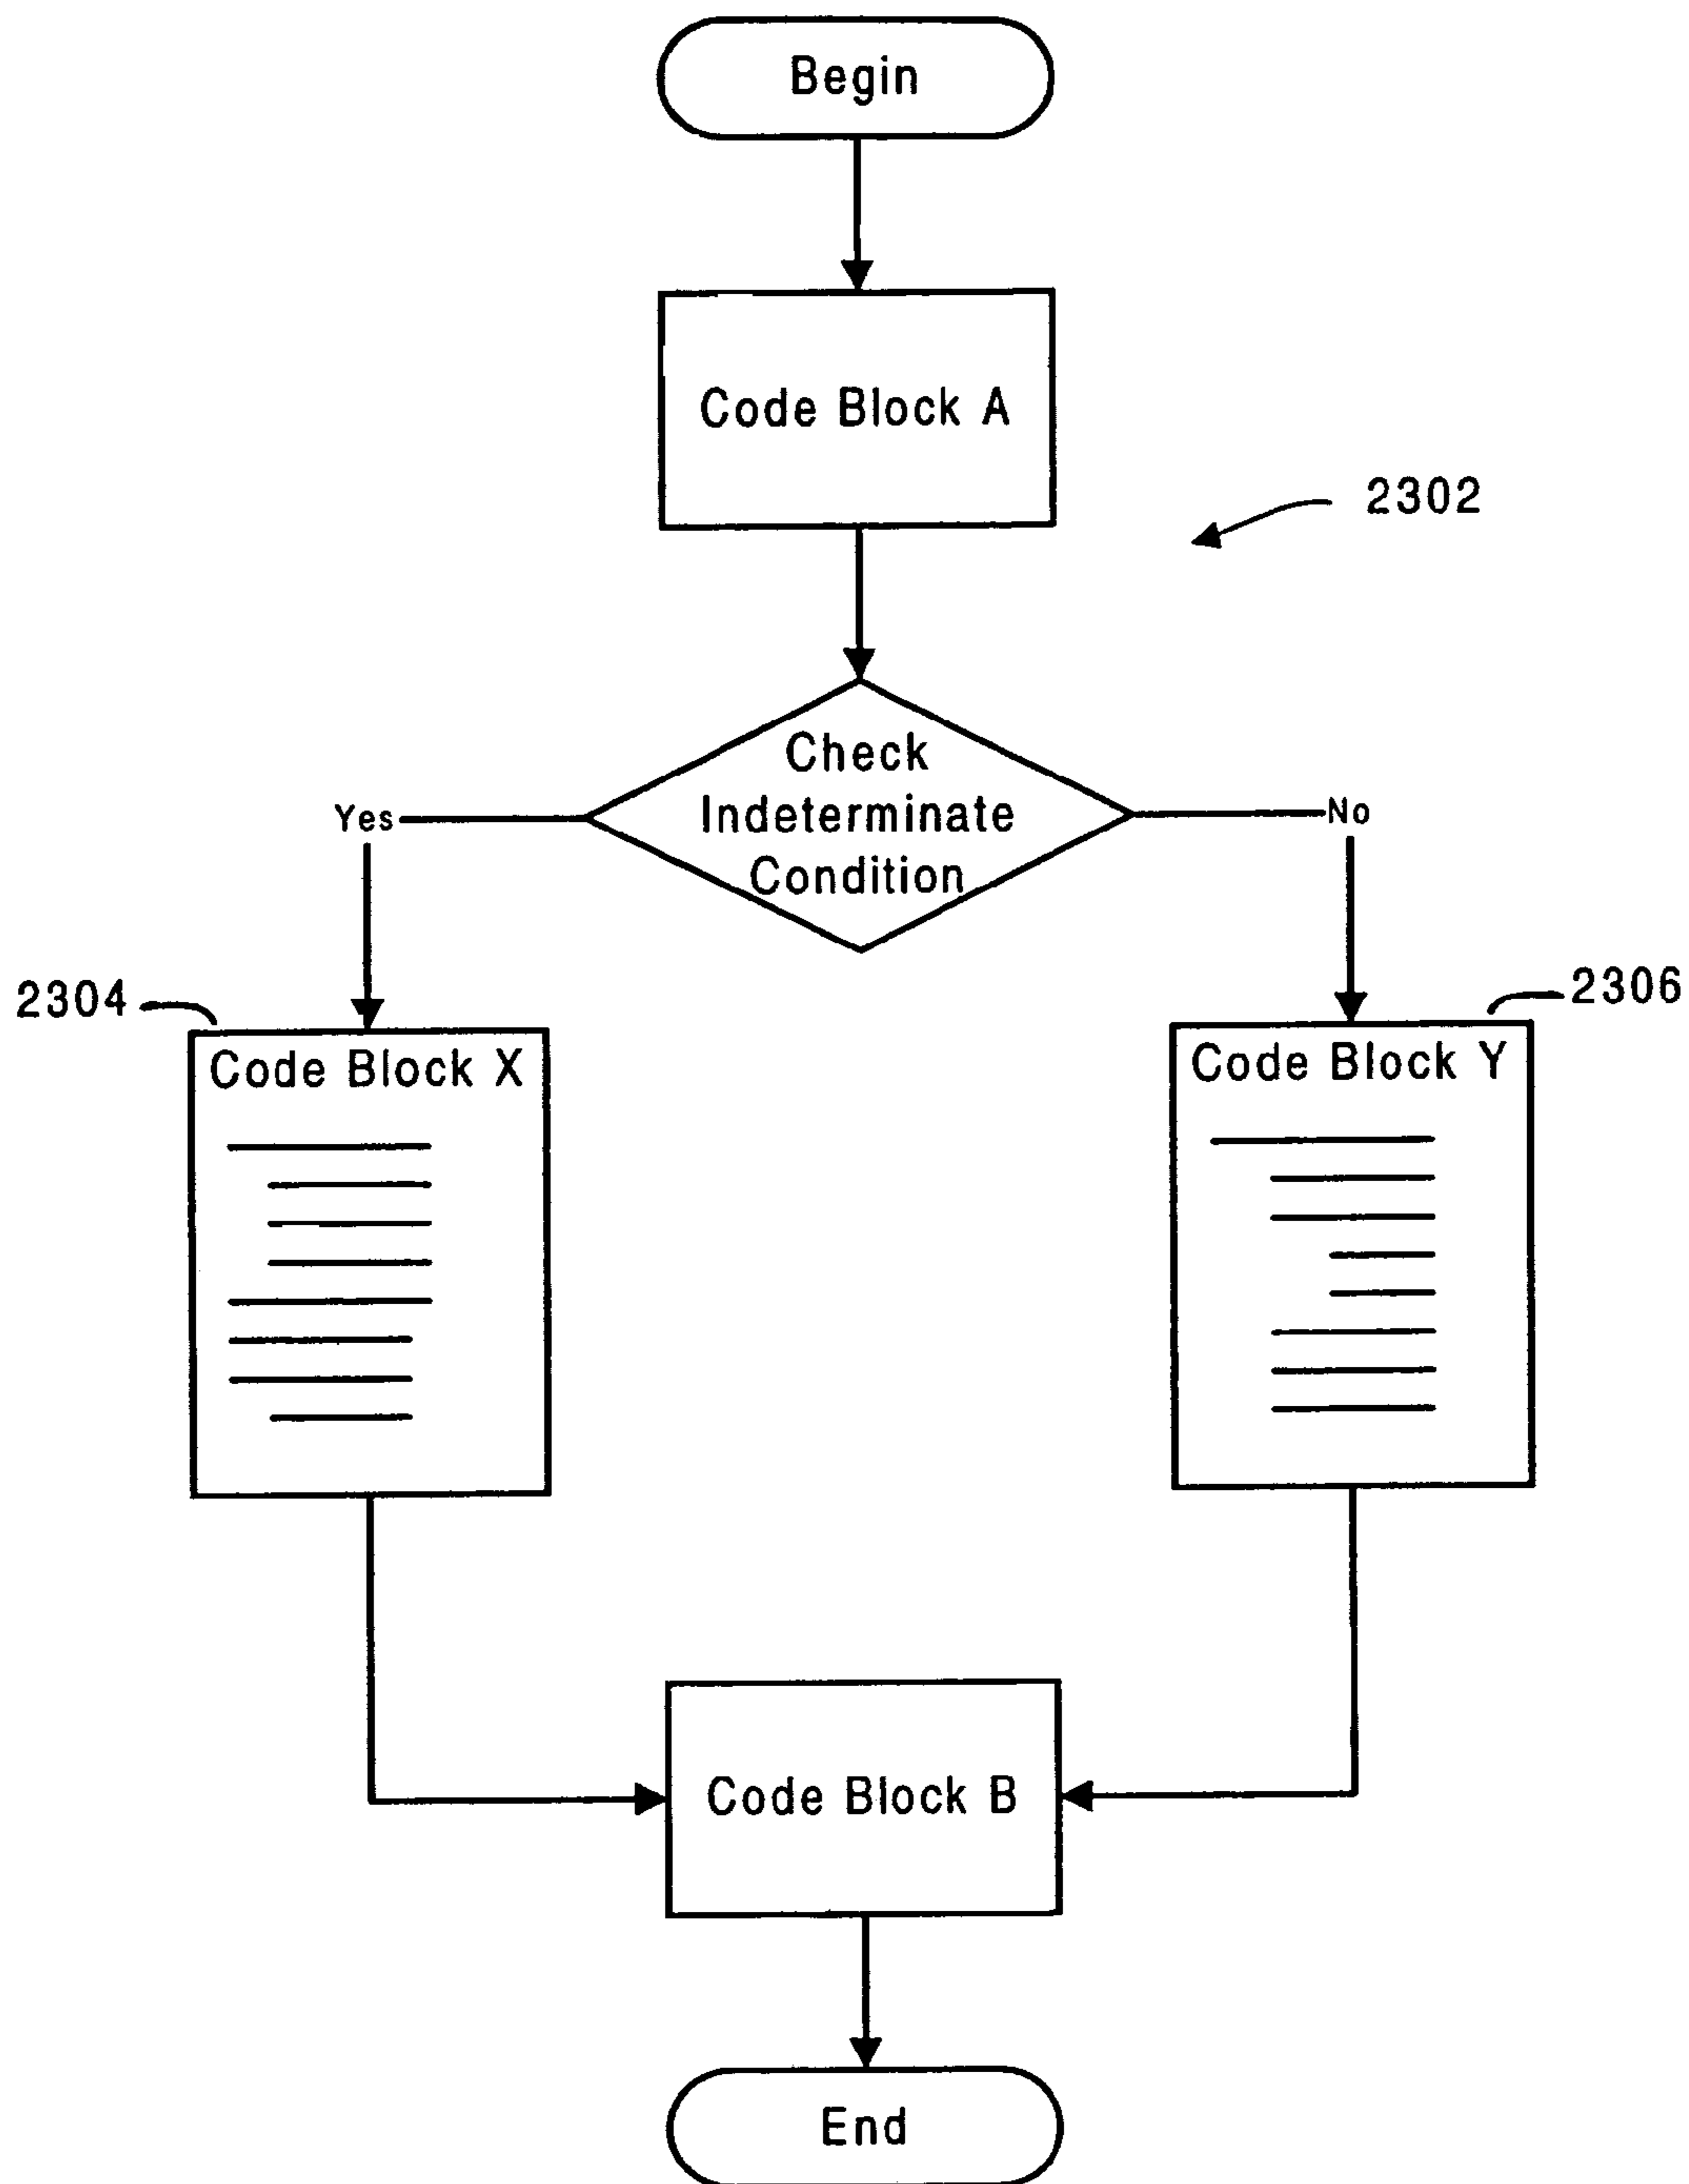 Begin
Code Block A
2302
Check
Indeterminate
Condition
Yes
No
2304
2306
Code Block X
Code Block Y
Code Block B
End